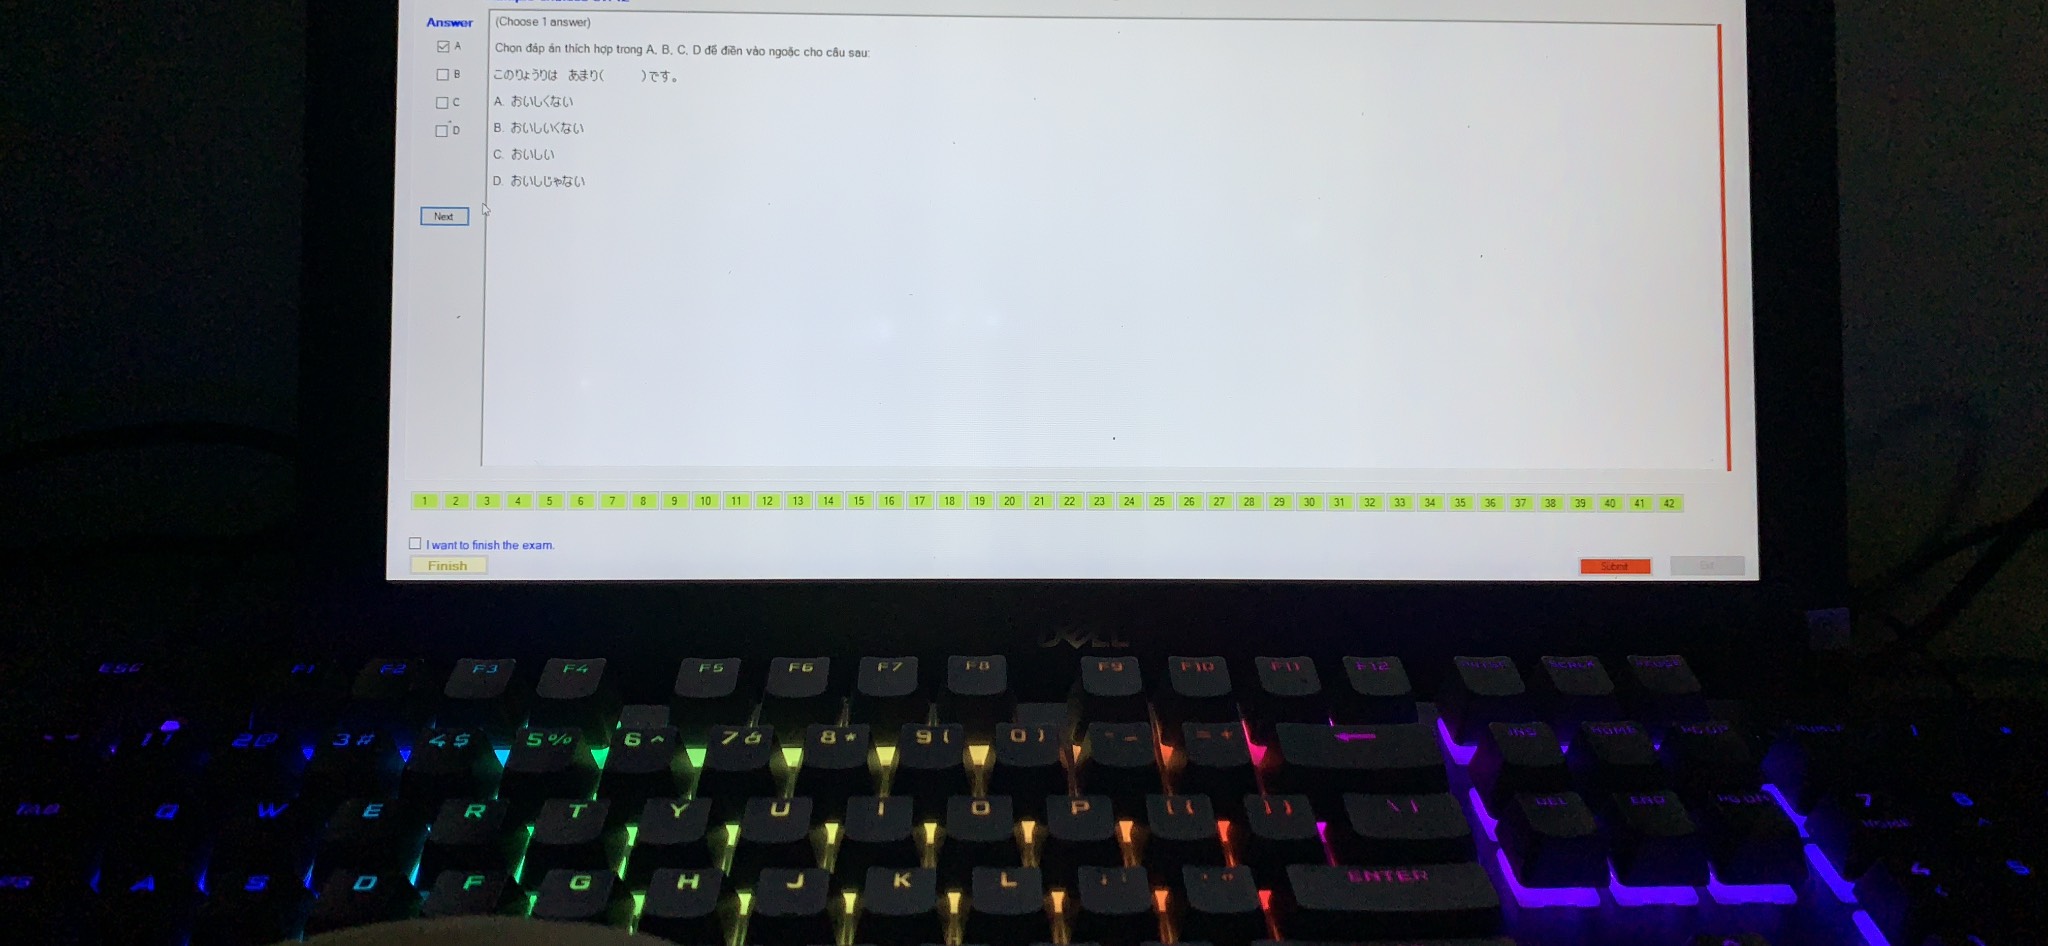 Answer
(Choose 1 answer)
A
Chọn đáp án thích hợp trong A, B, C, D để điền vào ngoặc cho câu sau:
B
このりょうりは あまり( )です。
C
A. おいしくない
D
B. おいしいくない
C. おいしい
D. おいしじゃない
Next
1 2 3 4 5 6 7 8 9 10 11 12 13 14 15 16 17 18 19 20 21 22 23 24 25 26 27 28 29 30 31 32 33 34 35 36 37 38 39 40 41 42
I want to finish the exam.
Finish
Submit
Exit
DELL
ESC F1 F2 F3 F4 F5 F6 F7 F8 F9 F10 F11 F12
1! 2@ 3# 4$ 5% 6^ 7& 8* 9( 0) - _ = +
INS HOME PGUP
TAB Q W E R T Y U I O P [{ ]} \|
DEL END PGDN 7 8
HOME
A S D F G H J K L ENTER
4 5